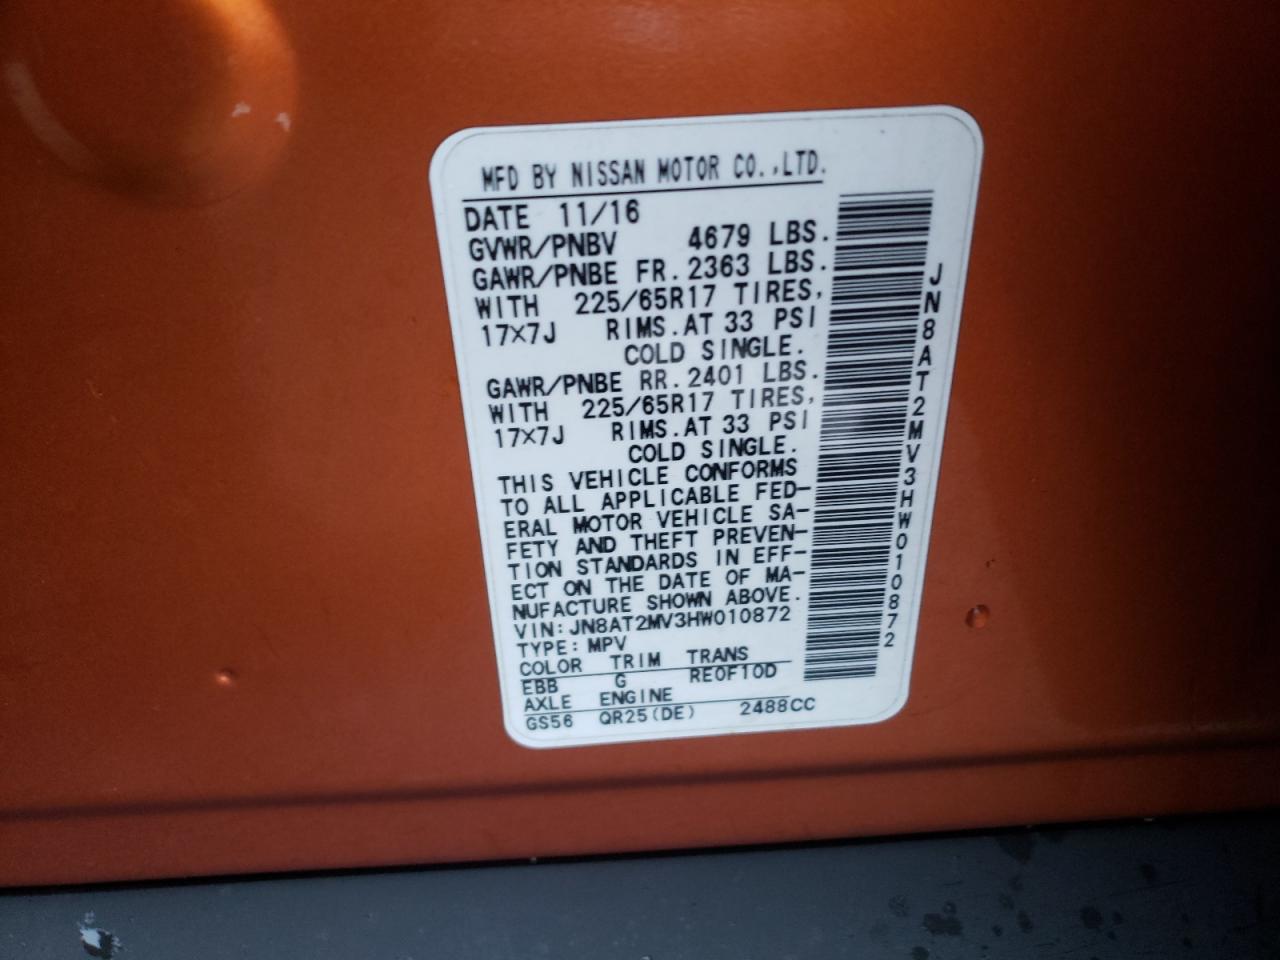 MFD BY NISSAN MOTOR CO.,LTD.
DATE 11/16
GVWR/PNBV 4679 LBS.
GAWR/PNBE FR. 2363 LBS.
WITH 225/65R17 TIRES,
17×7J RIMS.AT 33 PSI
COLD SINGLE.
GAWR/PNBE RR. 2401 LBS.
WITH 225/65R17 TIRES,
17×7J RIMS.AT 33 PSI
COLD SINGLE.
THIS VEHICLE CONFORMS
TO ALL APPLICABLE FED-
ERAL MOTOR VEHICLE SA-
FETY AND THEFT PREVEN-
TION STANDARDS IN EFF-
ECT ON THE DATE OF MA-
NUFACTURE SHOWN ABOVE.
VIN: JN8AT2MV3HW010872
TYPE: MPV
COLOR TRIM TRANS
EBB G RE0F10D
AXLE ENGINE
GS56 QR25(DE) 2488CC
JN8AT2MV3HW010872